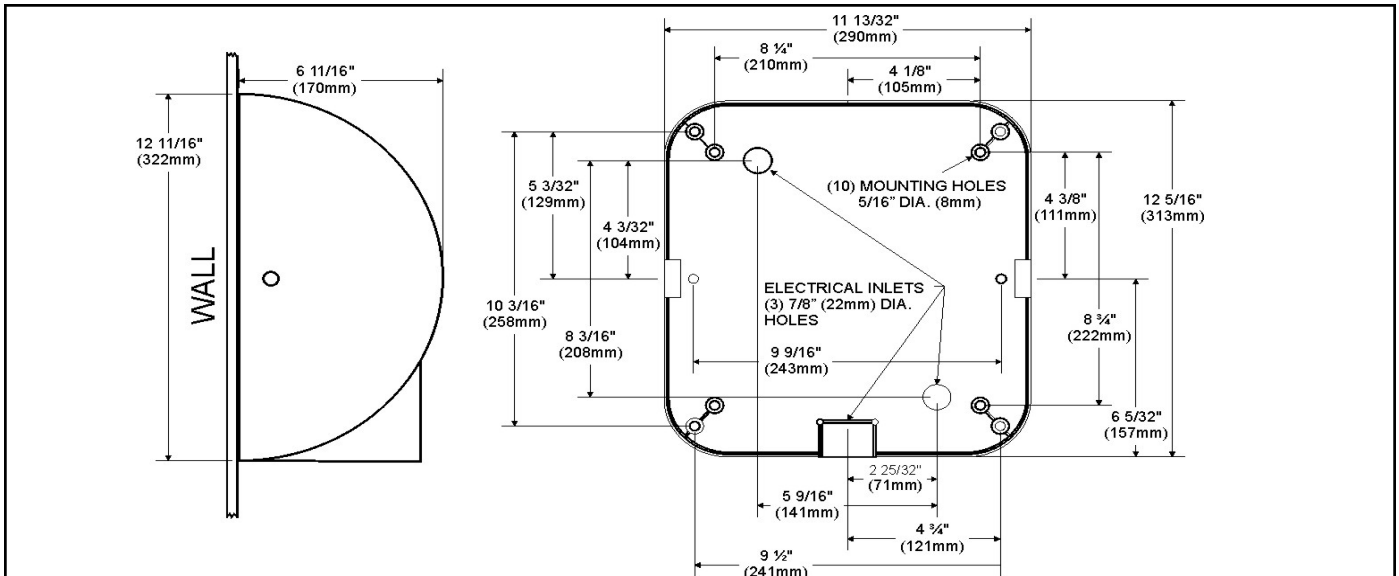 6 11/16"
(170mm)
12 11/16"
(322mm)
WALL
11 13/32"
(290mm)
8 ¼"
(210mm)
4 1/8"
(105mm)
5 3/32"
(129mm)
4 3/32"
(104mm)
10 3/16"
(258mm)
8 3/16"
(208mm)
(10) MOUNTING HOLES
5/16" DIA. (8mm)
4 3/8"
(111mm)
12 5/16"
(313mm)
ELECTRICAL INLETS
(3) 7/8" (22mm) DIA.
HOLES
8 ¾"
(222mm)
9 9/16"
(243mm)
6 5/32"
(157mm)
2 25/32"
(71mm)
5 9/16"
(141mm)
4 ¾"
(121mm)
9 ½"
(241mm)